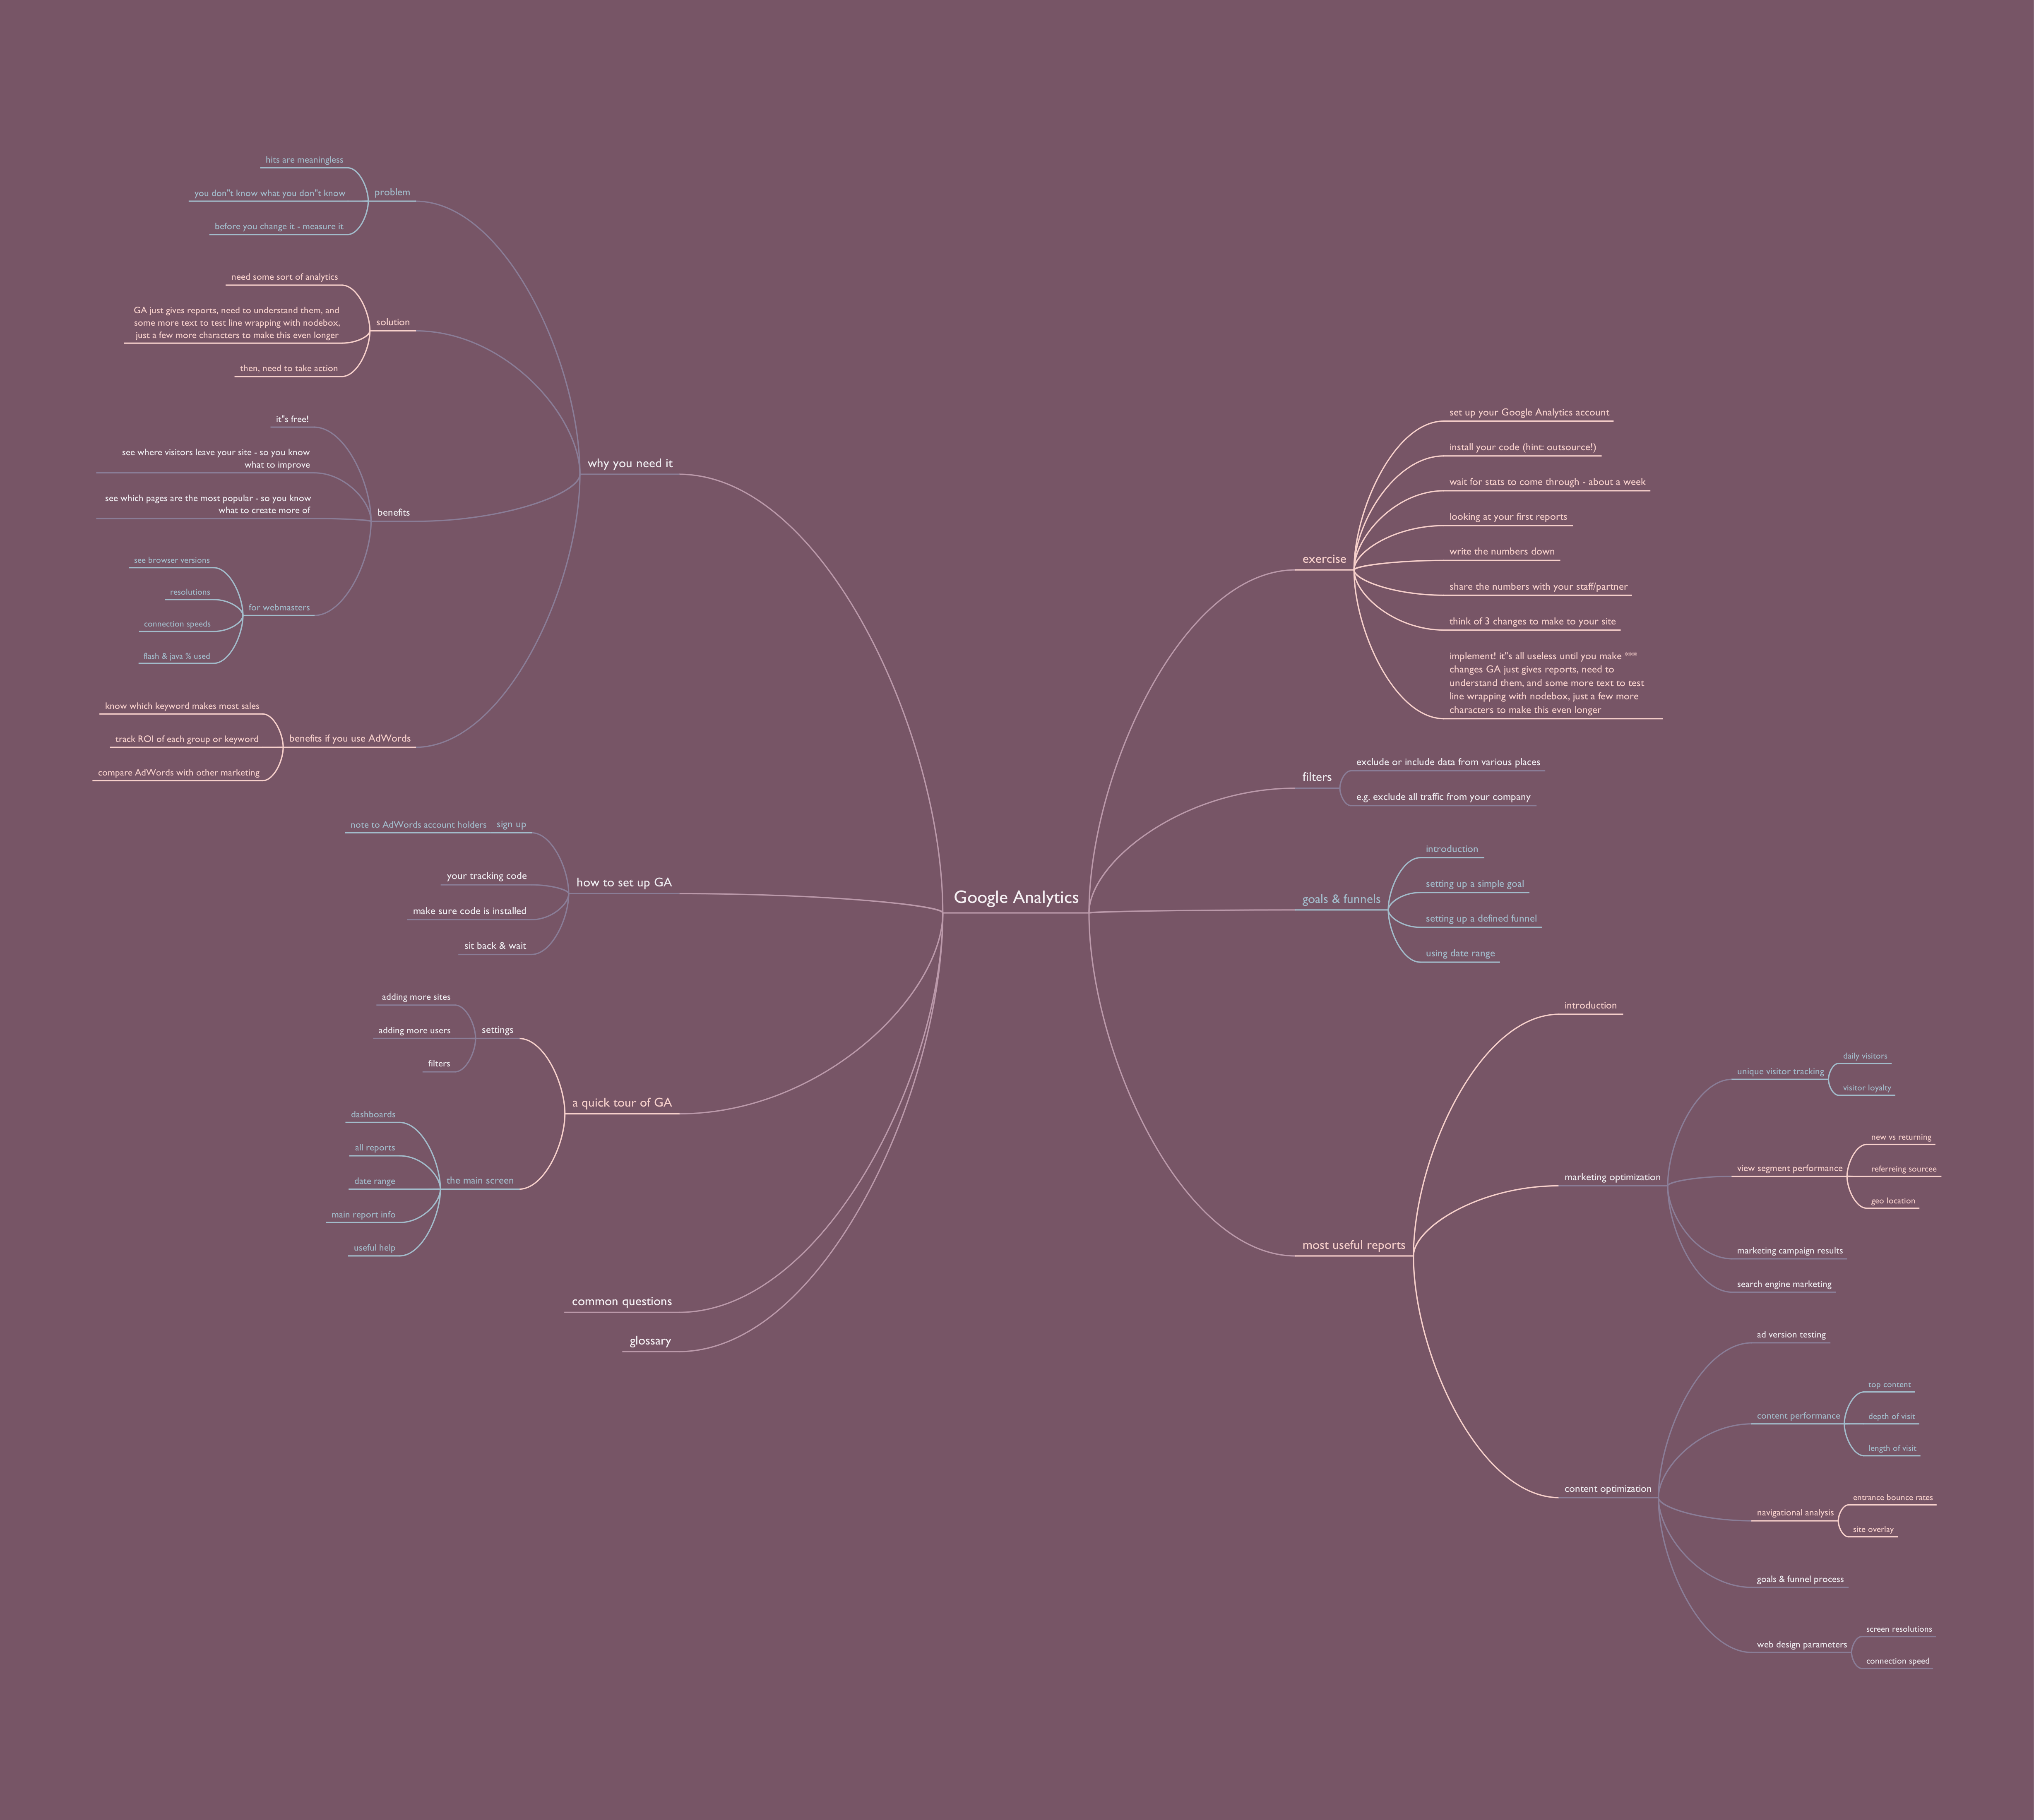 Google Analytics
why you need it
problem
hits are meaningless
you don"t know what you don"t know
before you change it - measure it
solution
need some sort of analytics
GA just gives reports, need to understand them, and
some more text to test line wrapping with nodebox,
just a few more characters to make this even longer
then, need to take action
benefits
it"s free!
see where visitors leave your site - so you know
what to improve
see which pages are the most popular - so you know
what to create more of
for webmasters
see browser versions
resolutions
connection speeds
flash & java % used
benefits if you use AdWords
know which keyword makes most sales
track ROI of each group or keyword
compare AdWords with other marketing
how to set up GA
sign up
note to AdWords account holders
your tracking code
make sure code is installed
sit back & wait
a quick tour of GA
settings
adding more sites
adding more users
filters
the main screen
dashboards
all reports
date range
main report info
useful help
common questions
glossary
exercise
set up your Google Analytics account
install your code (hint: outsource!)
wait for stats to come through - about a week
looking at your first reports
write the numbers down
share the numbers with your staff/partner
think of 3 changes to make to your site
implement! it"s all useless until you make ***
changes GA just gives reports, need to
understand them, and some more text to test
line wrapping with nodebox, just a few more
characters to make this even longer
filters
exclude or include data from various places
e.g. exclude all traffic from your company
goals & funnels
introduction
setting up a simple goal
setting up a defined funnel
using date range
most useful reports
introduction
marketing optimization
unique visitor tracking
daily visitors
visitor loyalty
view segment performance
new vs returning
referreing sourcee
geo location
marketing campaign results
search engine marketing
content optimization
ad version testing
content performance
top content
depth of visit
length of visit
navigational analysis
entrance bounce rates
site overlay
goals & funnel process
web design parameters
screen resolutions
connection speed